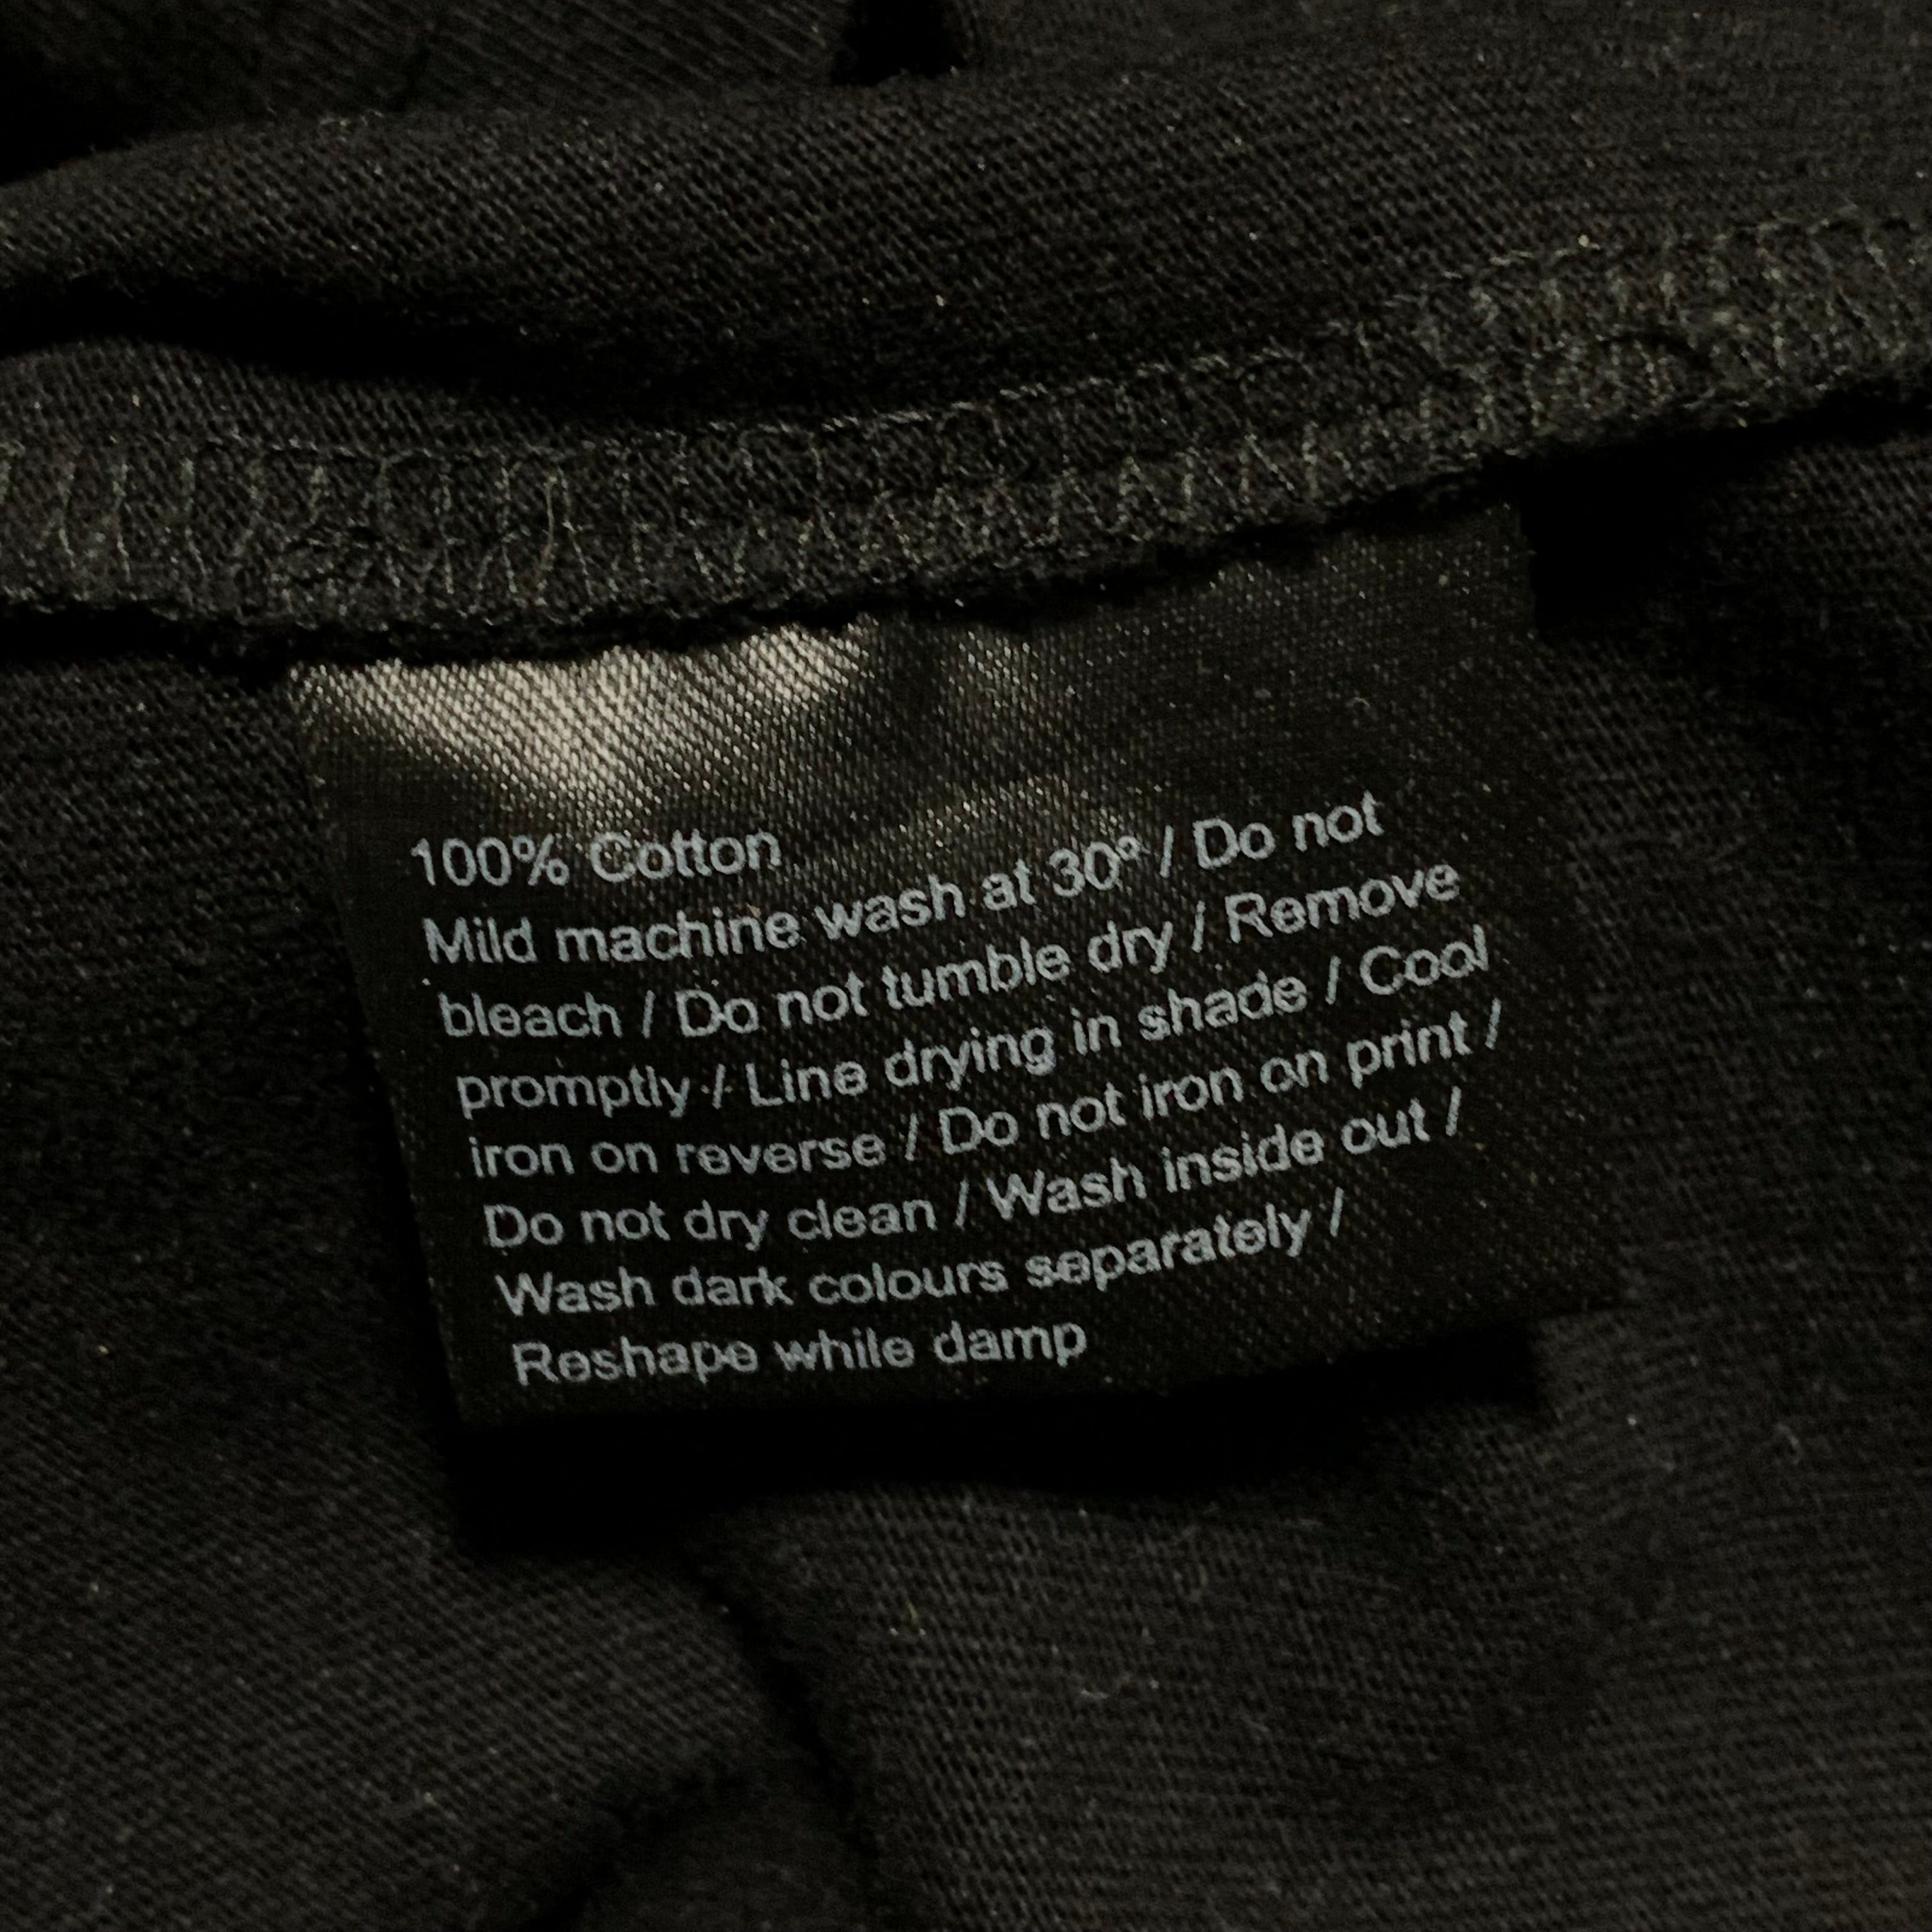 100% Cotton
Mild machine wash at 30º / Do not
bleach / Do not tumble dry / Remove
promptly / Line drying in shade / Cool
iron on reverse / Do not iron on print /
Do not dry clean / Wash inside out /
Wash dark colours separately /
Reshape while damp